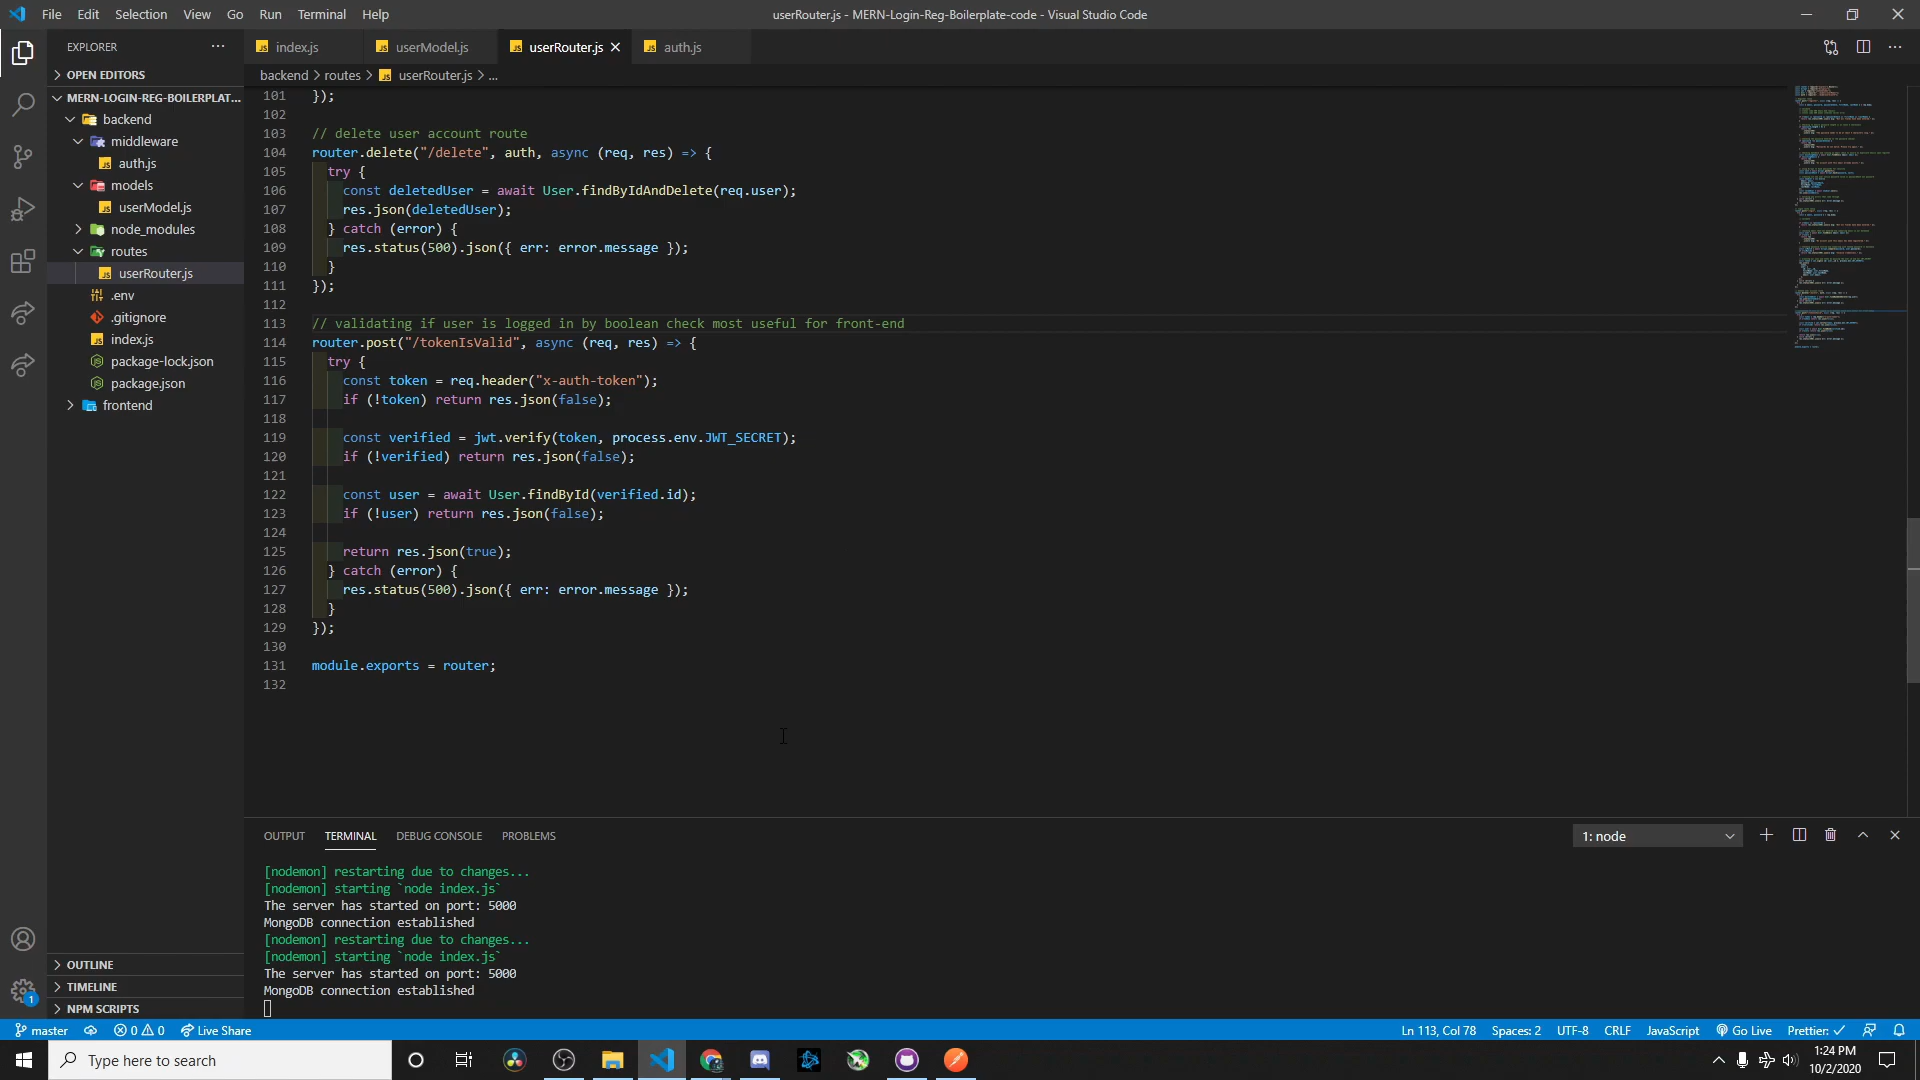 File Edit Selection View Go Run Terminal Help
userRouter.js - MERN-Login-Reg-Boilerplate-code - Visual Studio Code
EXPLORER
index.js
userModel.js
userRouter.js
auth.js
OPEN EDITORS
MERN-LOGIN-REG-BOILERPLAT...
backend
middleware
auth.js
models
userModel.js
node_modules
routes
userRouter.js
.env
.gitignore
index.js
package-lock.json
package.json
frontend
OUTLINE
TIMELINE
NPM SCRIPTS
backend > routes > userRouter.js > ...
101 });
102
103 // delete user account route
104 router.delete("/delete", auth, async (req, res) => {
105 try {
106 const deletedUser = await User.findByIdAndDelete(req.user);
107 res.json(deletedUser);
108 } catch (error) {
109 res.status(500).json({ err: error.message });
110 }
111 });
112
113 // validating if user is logged in by boolean check most useful for front-end
114 router.post("/tokenIsValid", async (req, res) => {
115 try {
116 const token = req.header("x-auth-token");
117 if (!token) return res.json(false);
118
119 const verified = jwt.verify(token, process.env.JWT_SECRET);
120 if (!verified) return res.json(false);
121
122 const user = await User.findById(verified.id);
123 if (!user) return res.json(false);
124
125 return res.json(true);
126 } catch (error) {
127 res.status(500).json({ err: error.message });
128 }
129 });
130
131 module.exports = router;
132
OUTPUT TERMINAL DEBUG CONSOLE PROBLEMS
1: node
[nodemon] restarting due to changes...
[nodemon] starting `node index.js`
The server has started on port: 5000
MongoDB connection established
[nodemon] restarting due to changes...
[nodemon] starting `node index.js`
The server has started on port: 5000
MongoDB connection established
1
master 0 0 Live Share
Ln 113, Col 78 Spaces: 2 UTF-8 CRLF JavaScript Go Live Prettier: ✓
Type here to search
1:24 PM
10/2/2020